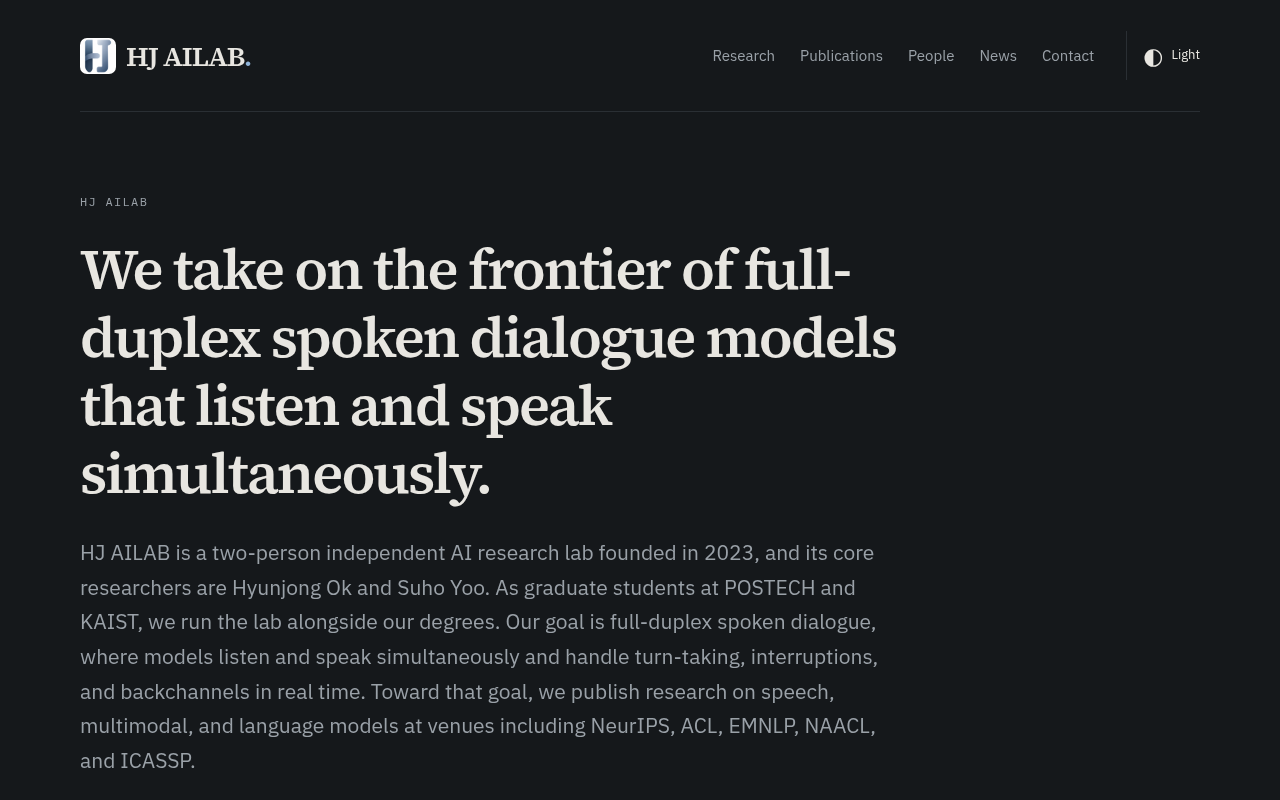 HJ AILAB.
Research
Publications
People
News
Contact
Light
HJ AILAB
We take on the frontier of full-
duplex spoken dialogue models
that listen and speak
simultaneously.
HJ AILAB is a two-person independent AI research lab founded in 2023, and its core
researchers are Hyunjong Ok and Suho Yoo. As graduate students at POSTECH and
KAIST, we run the lab alongside our degrees. Our goal is full-duplex spoken dialogue,
where models listen and speak simultaneously and handle turn-taking, interruptions,
and backchannels in real time. Toward that goal, we publish research on speech,
multimodal, and language models at venues including NeurIPS, ACL, EMNLP, NAACL,
and ICASSP.